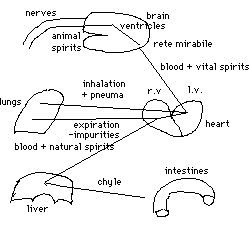 nerves
brain
ventricles
animal
spirits
rete mirabile
blood + vital spirits
inhalation
+ pneuma
r.v
l.v.
lungs
expiration
-impurities
heart
blood + natural spirits
intestines
chyle
liver